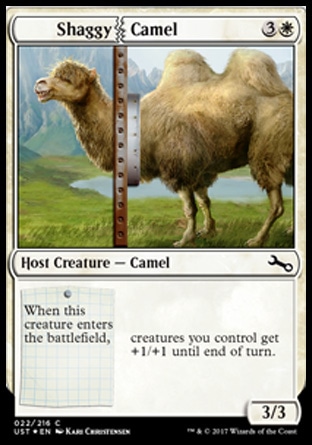 Shaggy Camel 3
Host Creature — Camel
When this
creature enters
the battlefield,
creatures you control get
+1/+1 until end of turn.
022/216 C
UST ★ EN Kari Christensen
™ & © 2017 Wizards of the Coast
3/3